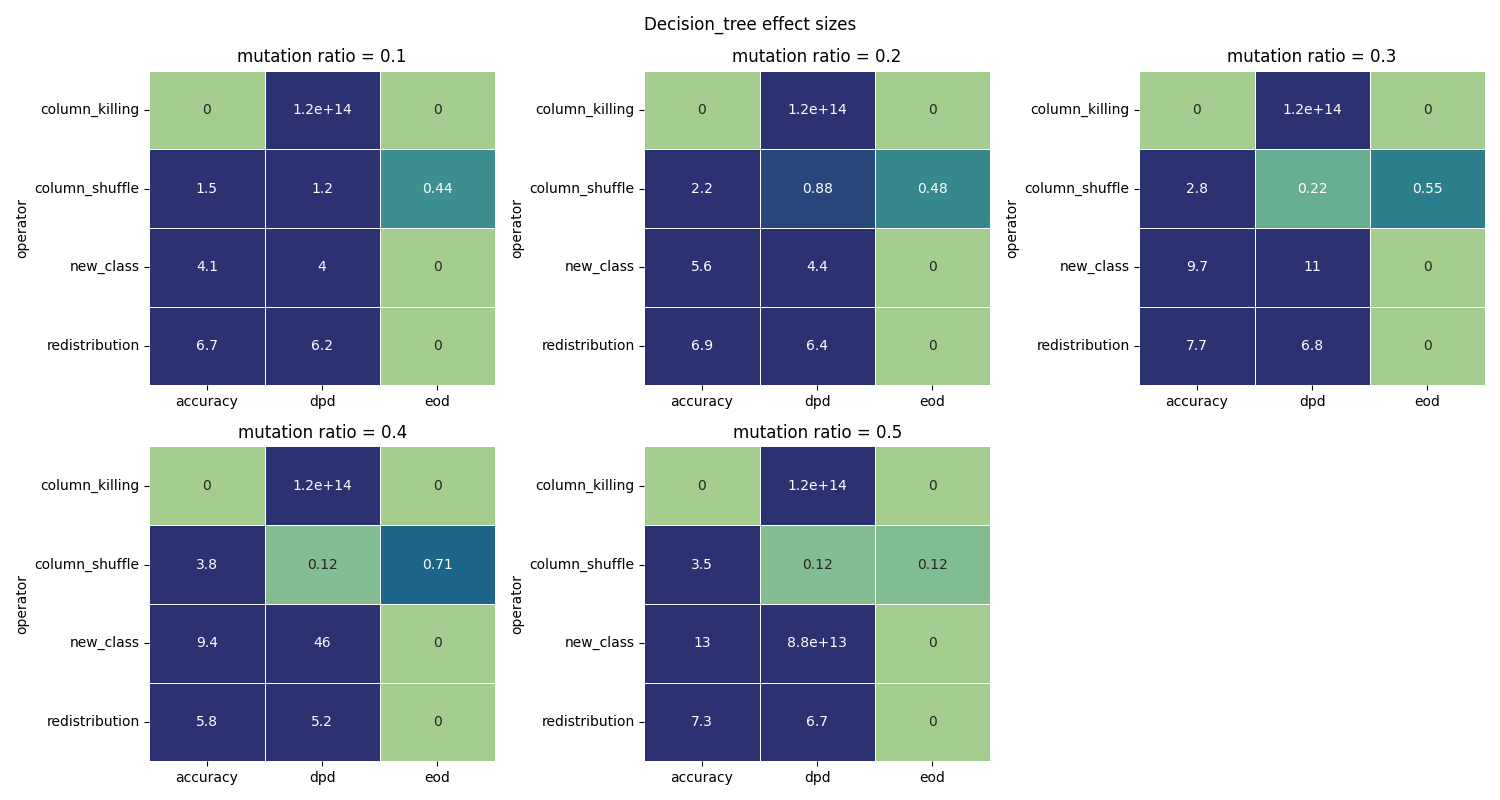 Decision_tree effect sizes
mutation ratio = 0.1
column_killing 0 1.2e+14 0
column_shuffle 1.5 1.2 0.44
new_class 4.1 4 0
redistribution 6.7 6.2 0
operator
accuracy dpd eod
mutation ratio = 0.2
column_killing 0 1.2e+14 0
column_shuffle 2.2 0.88 0.48
new_class 5.6 4.4 0
redistribution 6.9 6.4 0
operator
accuracy dpd eod
mutation ratio = 0.3
column_killing 0 1.2e+14 0
column_shuffle 2.8 0.22 0.55
new_class 9.7 11 0
redistribution 7.7 6.8 0
operator
accuracy dpd eod
mutation ratio = 0.4
column_killing 0 1.2e+14 0
column_shuffle 3.8 0.12 0.71
new_class 9.4 46 0
redistribution 5.8 5.2 0
operator
accuracy dpd eod
mutation ratio = 0.5
column_killing 0 1.2e+14 0
column_shuffle 3.5 0.12 0.12
new_class 13 8.8e+13 0
redistribution 7.3 6.7 0
operator
accuracy dpd eod